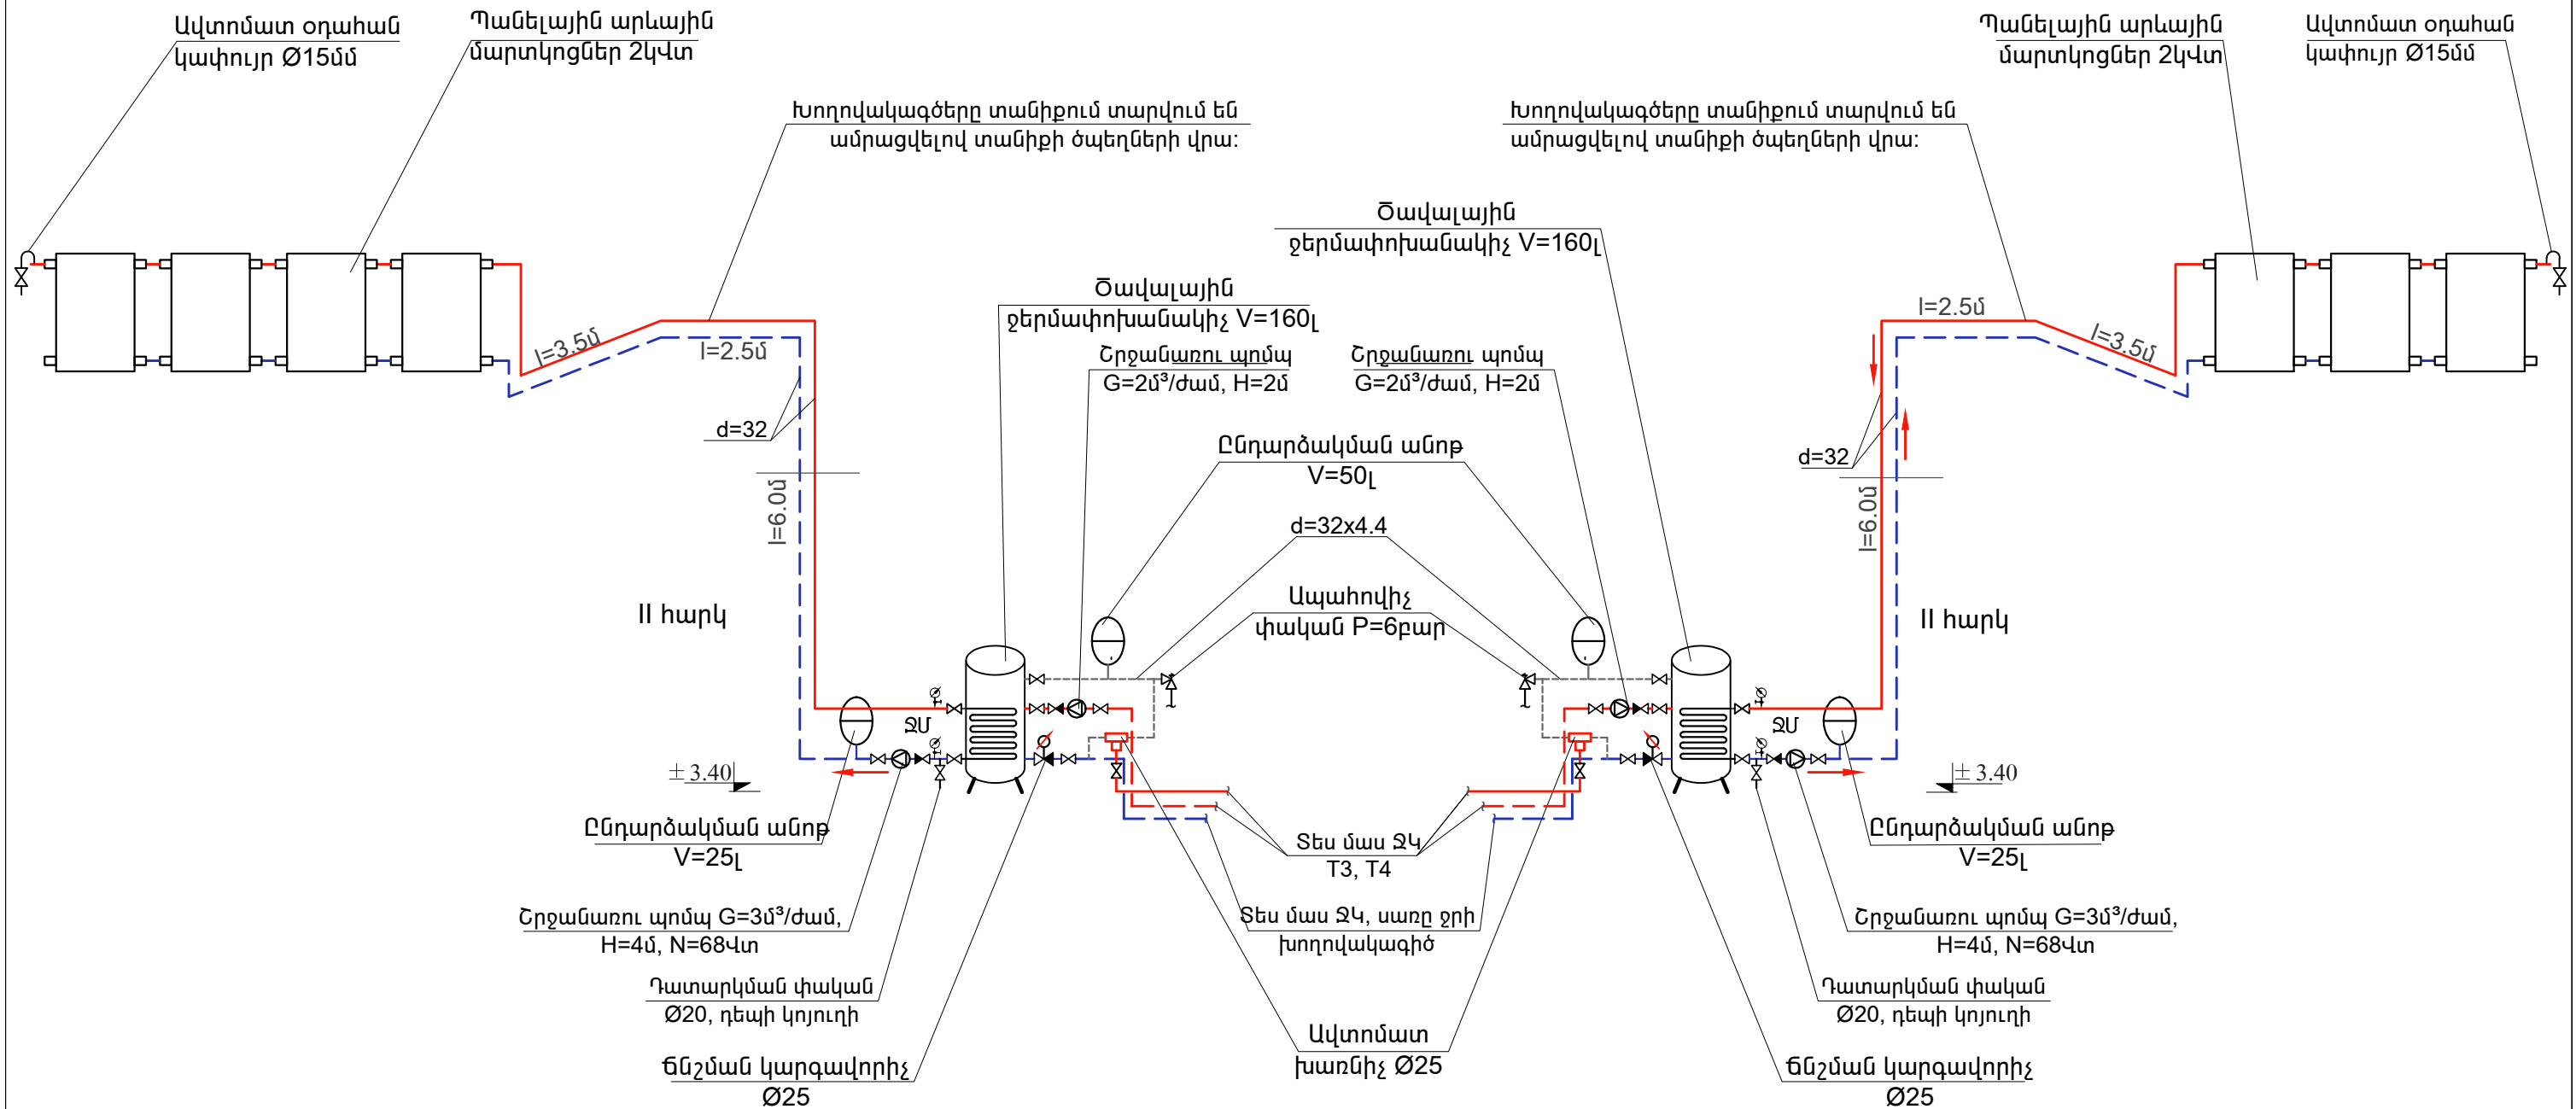 Ավտոմատ օդահան
կափույր Ø15մմ
Պանելային արևային
մարտկոցներ 2կՎտ
Պանելային արևային
մարտկոցներ 2կՎտ
Ավտոմատ օդահան
կափույր Ø15մմ
Խողովակագծերը տանիքում տարվում են
ամրացվելով տանիքի ծպեղների վրա:
Խողովակագծերը տանիքում տարվում են
ամրացվելով տանիքի ծպեղների վրա:
Ծավալային
ջերմափոխանակիչ V=160լ
Ծավալային
ջերմափոխանակիչ V=160լ
l=3.5մ
l=2.5մ
l=2.5մ
l=3.5մ
Շրջանառու պոմպ
G=2մ³/ժամ, H=2մ
Շրջանառու պոմպ
G=2մ³/ժամ, H=2մ
d=32
d=32
Ընդարձակման անոթ
V=50լ
l=6.0մ
l=6.0մ
d=32x4.4
Ապահովիչ
փական P=6բար
II հարկ
II հարկ
ՋՄ
ՋՄ
±3.40
±3.40
Ընդարձակման անոթ
V=25լ
Տես մաս ՋԿ
T3, T4
Ընդարձակման անոթ
V=25լ
Շրջանառու պոմպ G=3մ³/ժամ,
H=4մ, N=68Վտ
Տես մաս ՋԿ, սառը ջրի
խողովակագիծ
Շրջանառու պոմպ G=3մ³/ժամ,
H=4մ, N=68Վտ
Դատարկման փական
Ø20, դեպի կոյուղի
Դատարկման փական
Ø20, դեպի կոյուղի
Ավտոմատ
խառնիչ Ø25
Ճնշման կարգավորիչ
Ø25
Ճնշման կարգավորիչ
Ø25